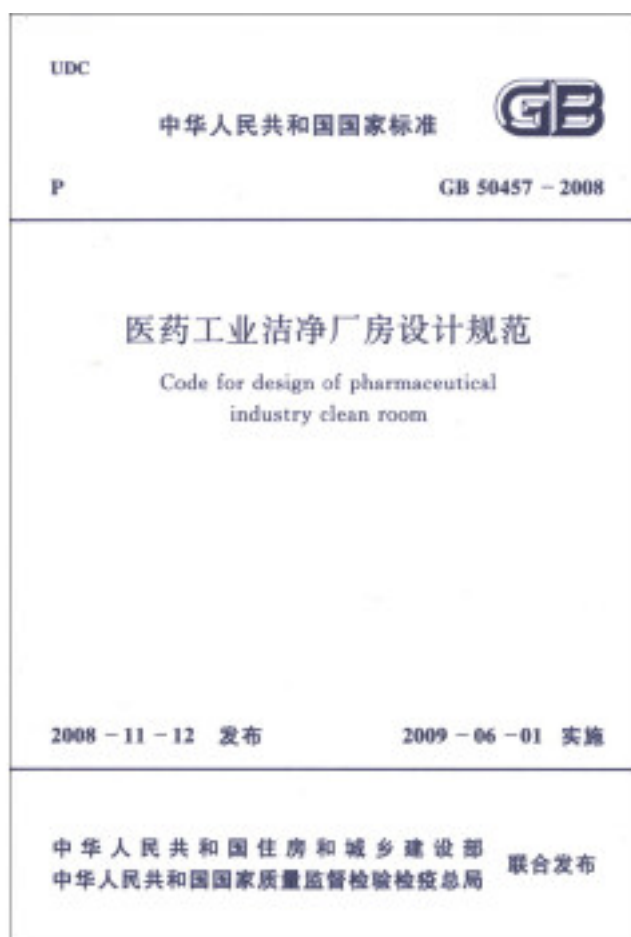 UDC
中华人民共和国国家标准
GB
P
GB 50457－2008
医药工业洁净厂房设计规范
Code for design of pharmaceutical
industry clean room
2008－11－12 发布
2009－06－01 实施
中华人民共和国住房和城乡建设部
中华人民共和国国家质量监督检验检疫总局
联合发布